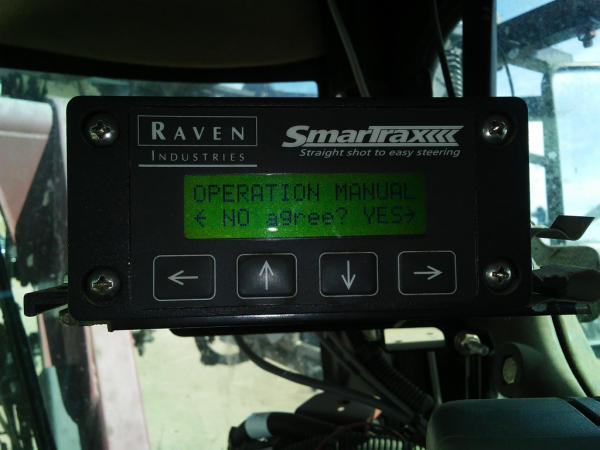 RAVEN
INDUSTRIES
SMARTRAX
Straight shot to easy steering
OPERATION MANUAL
← NO agree? YES→
← ↑ ↓ →